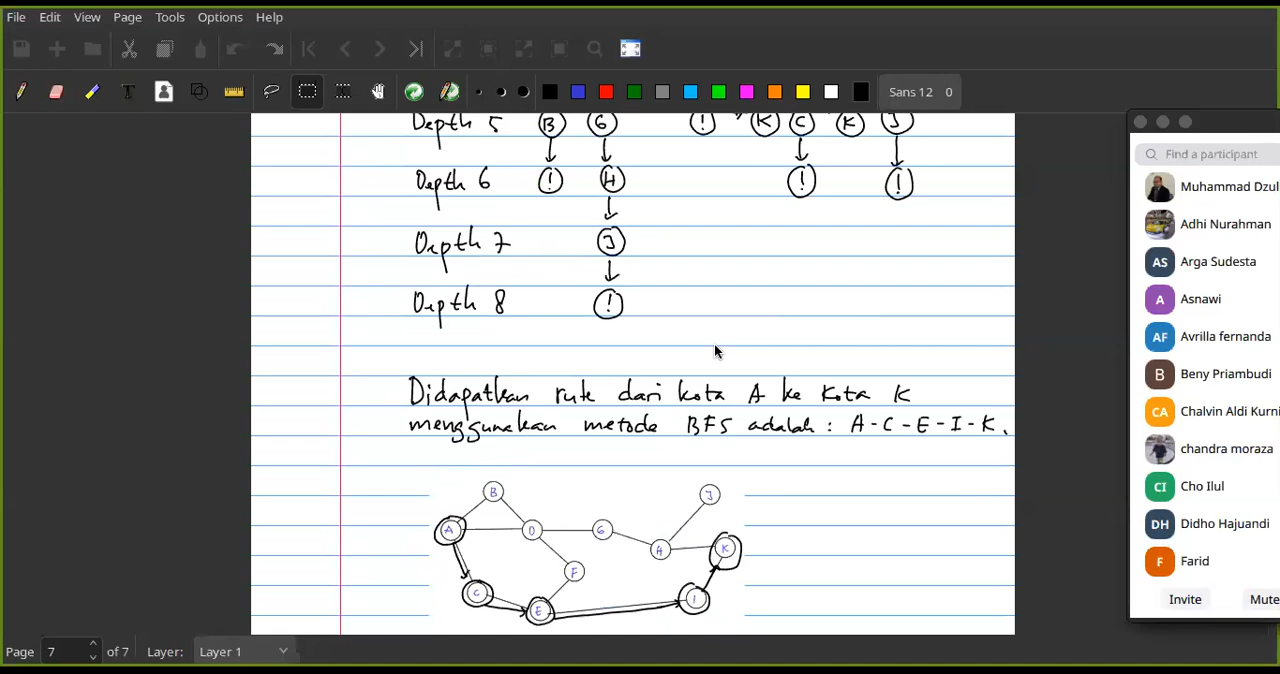 File Edit View Page Tools Options Help
Sans 12 0
Depth 5 B G ! K C K J
Depth 6 ! H ! !
Depth 7 J
Depth 8 !
Didapatkan rute dari kota A ke Kota K
menggunakan metode BFS adalah : A - C - E - I - K.
B
J
A
D
G
H
K
F
C
E
I
Find a participant
Muhammad Dzul
Adhi Nurahman
AS Arga Sudesta
A Asnawi
AF Avrilla fernanda
B Beny Priambudi
CA Chalvin Aldi Kurni
chandra moraza
CI Cho Ilul
DH Didho Hajuandi
F Farid
Invite Mute
Page 7 of 7 Layer: Layer 1